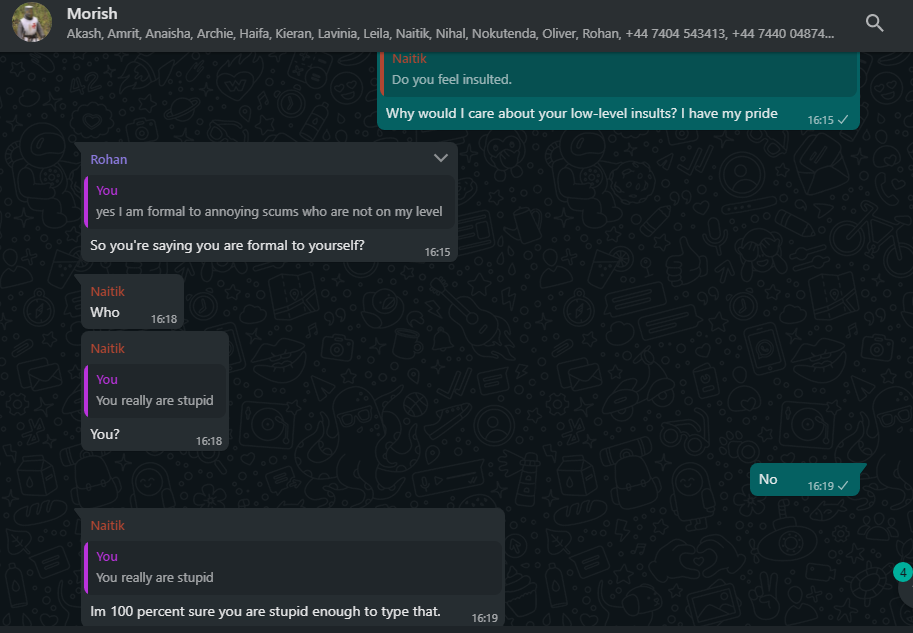 Morish
Akash, Amrit, Anaisha, Archie, Haifa, Kieran, Lavinia, Leila, Naitik, Nihal, Nokutenda, Oliver, Rohan, +44 7404 543413, +44 7440 04874...
Naitik
Do you feel insulted.
Why would I care about your low-level insults? I have my pride
16:15
Rohan
You
yes I am formal to annoying scums who are not on my level
So you're saying you are formal to yourself?
16:15
Naitik
Who
16:18
Naitik
You
You really are stupid
You?
16:18
No
16:19
Naitik
You
You really are stupid
4
Im 100 percent sure you are stupid enough to type that.
16:19